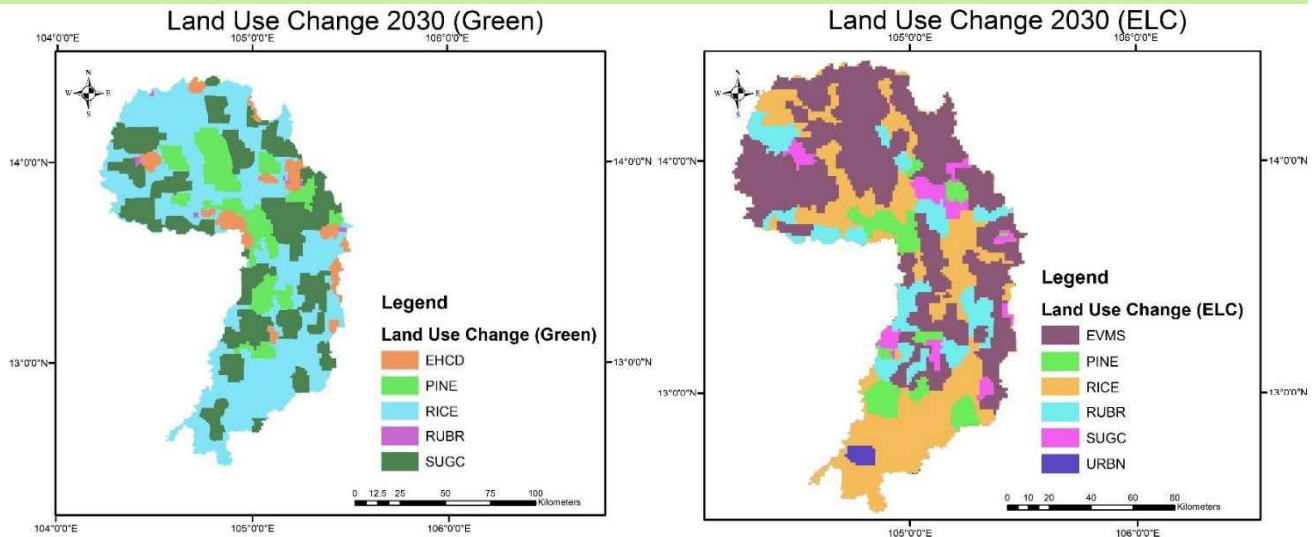 Land Use Change 2030 (Green)
104°0'0"E 105°0'0"E 106°0'0"E
N
W E
S
14°0'0"N 14°0'0"N
13°0'0"N 13°0'0"N
Legend
Land Use Change (Green)
EHCD
PINE
RICE
RUBR
SUGC
0 12.5 25 50 75 100
Kilometers
104°0'0"E 105°0'0"E 106°0'0"E
Land Use Change 2030 (ELC)
105°0'0"E 106°0'0"E
N
W E
S
14°0'0"N 14°0'0"N
13°0'0"N 13°0'0"N
Legend
Land Use Change (ELC)
EVMS
PINE
RICE
RUBR
SUGC
URBN
0 5 10 20 40 60 80
Kilometers
105°0'0"E 106°0'0"E